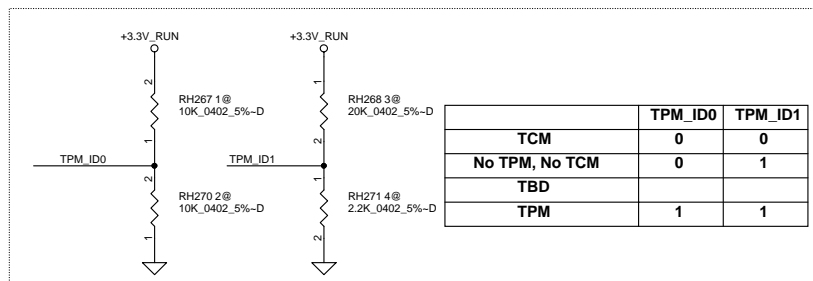 +3.3V_RUN +3.3V_RUN
2 1
RH267 1@ RH268 3@
10K_0402_5%~D 20K_0402_5%~D
1 2
TPM_ID0 TPM_ID1
2 1
RH270 2@ RH271 4@
10K_0402_5%~D 2.2K_0402_5%~D
1 2
TPM_ID0 TPM_ID1
TCM 0 0
No TPM, No TCM 0 1
TBD
TPM 1 1